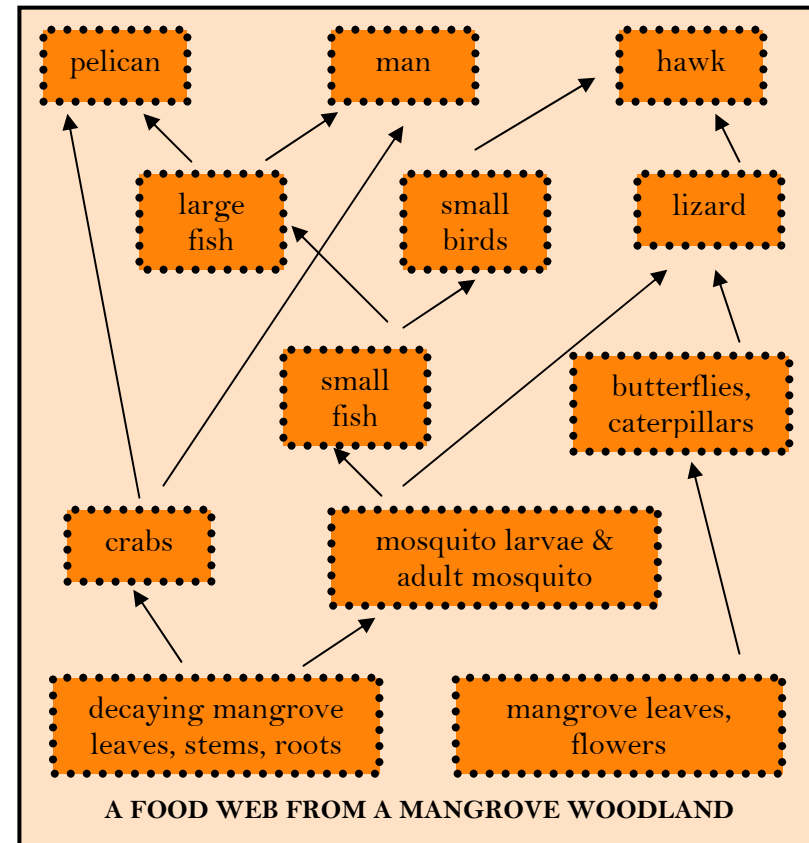 pelican
man
hawk
large
fish
small
birds
lizard
small
fish
butterflies,
caterpillars
crabs
mosquito larvae &
adult mosquito
decaying mangrove
leaves, stems, roots
mangrove leaves,
flowers
A FOOD WEB FROM A MANGROVE WOODLAND